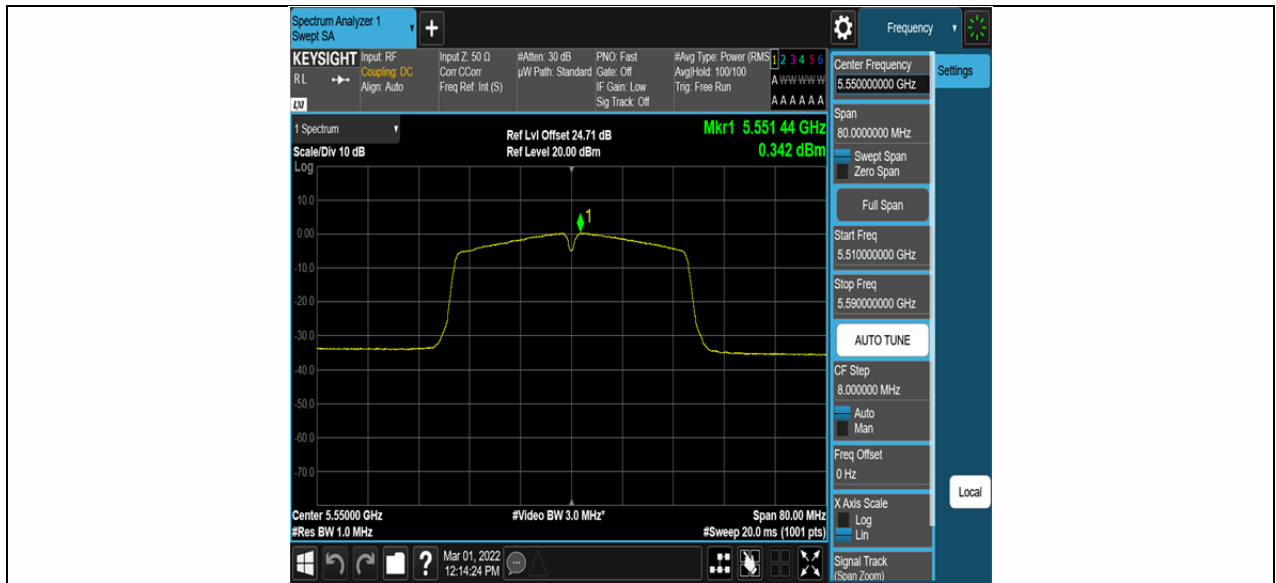 Spectrum Analyzer 1
Swept SA
+
Frequency
KEYSIGHT
RL
LXI
Input: RF
Coupling: DC
Align: Auto
Input Z: 50 Ω
Corr CCorr
Freq Ref: Int (S)
#Atten: 30 dB
µW Path: Standard
PNO: Fast
Gate: Off
IF Gain: Low
Sig Track: Off
#Avg Type: Power (RMS
Avg|Hold: 100/100
Trig: Free Run
1 2 3 4 5 6
A W W W W W
A A A A A A
1 Spectrum
Scale/Div 10 dB
Log
Ref Lvl Offset 24.71 dB
Ref Level 20.00 dBm
Mkr1 5.551 44 GHz
0.342 dBm
1
10.0
0.00
-10.0
-20.0
-30.0
-40.0
-50.0
-60.0
-70.0
Center 5.55000 GHz
#Res BW 1.0 MHz
#Video BW 3.0 MHz*
Span 80.00 MHz
#Sweep 20.0 ms (1001 pts)
?
Mar 01, 2022
12:14:24 PM
Center Frequency
5.550000000 GHz
Span
80.0000000 MHz
Swept Span
Zero Span
Full Span
Start Freq
5.510000000 GHz
Stop Freq
5.590000000 GHz
AUTO TUNE
CF Step
8.000000 MHz
Auto
Man
Freq Offset
0 Hz
X Axis Scale
Log
Lin
Signal Track
(Span Zoom)
Settings
Local